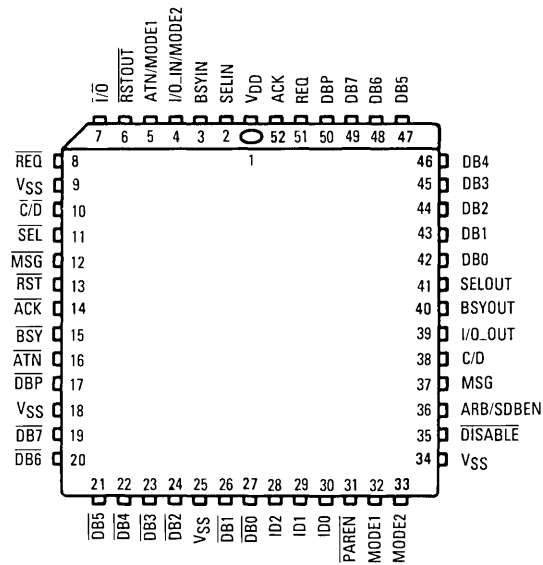 I/O
RSTOUT
ATN/MODE1
I/O_IN/MODE2
BSYIN
SELIN
VDD
ACK
REQ
DBP
DB7
DB6
DB5
7 6 5 4 3 2 52 51 50 49 48 47
1
REQ 8
VSS 9
C/D 10
SEL 11
MSG 12
RST 13
ACK 14
BSY 15
ATN 16
DBP 17
VSS 18
DB7 19
DB6 20
46 DB4
45 DB3
44 DB2
43 DB1
42 DB0
41 SELOUT
40 BSYOUT
39 I/O_OUT
38 C/D
37 MSG
36 ARB/SDBEN
35 DISABLE
34 VSS
21 22 23 24 25 26 27 28 29 30 31 32 33
DB5
DB4
DB3
DB2
VSS
DB1
DB0
ID2
ID1
ID0
PAREN
MODE1
MODE2